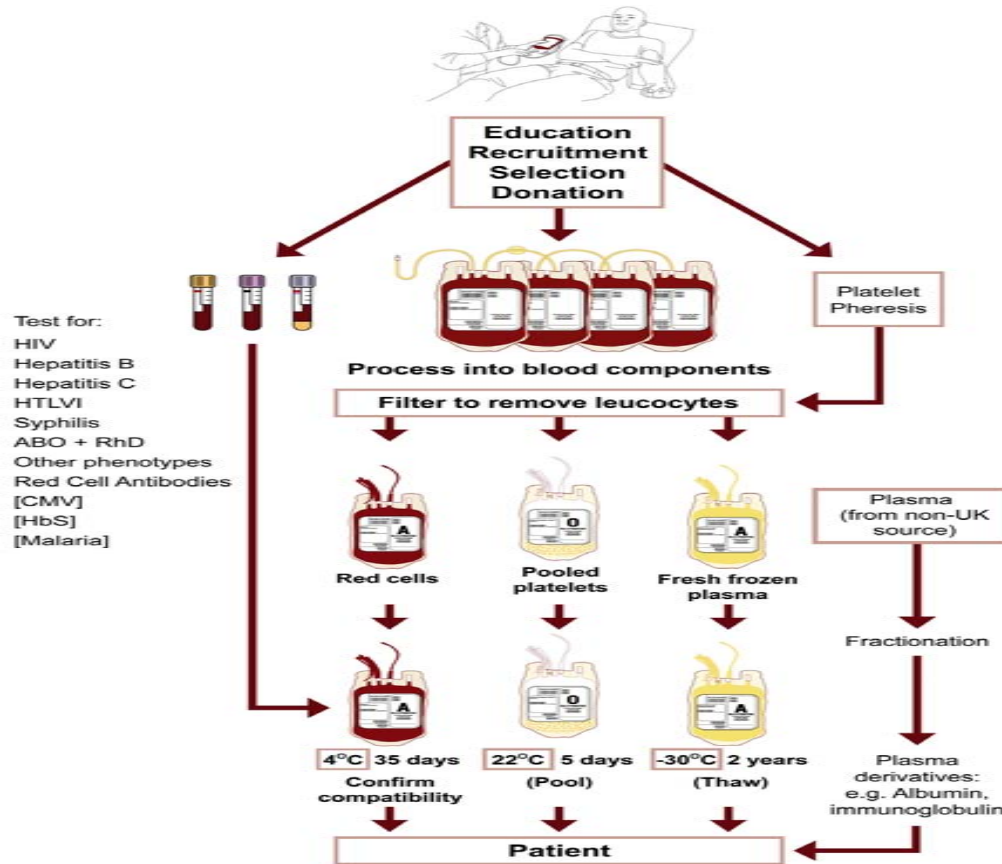 Education
Recruitment
Selection
Donation
Platelet
Pheresis
Test for:
HIV
Hepatitis B
Hepatitis C
HTLVI
Syphilis
ABO + RhD
Other phenotypes
Red Cell Antibodies
[CMV]
[HbS]
[Malaria]
Process into blood components
Filter to remove leucocytes
A
O
A
Red cells
Pooled
platelets
Fresh frozen
plasma
Plasma
(from non-UK
source)
Fractionation
A
O
A
4°C 35 days
Confirm
compatibility
22°C 5 days
(Pool)
-30°C 2 years
(Thaw)
Plasma
derivatives:
e.g. Albumin,
immunoglobulin
Patient